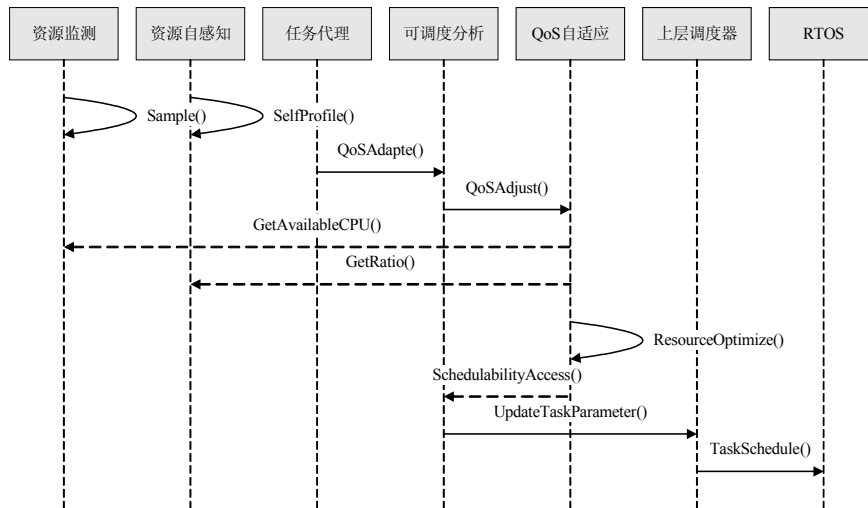 资源监测
资源自感知
任务代理
可调度分析
QoS自适应
上层调度器
RTOS
Sample()
SelfProfile()
QoSAdapte()
QoSAdjust()
GetAvailableCPU()
GetRatio()
ResourceOptimize()
SchedulabilityAccess()
UpdateTaskParameter()
TaskSchedule()